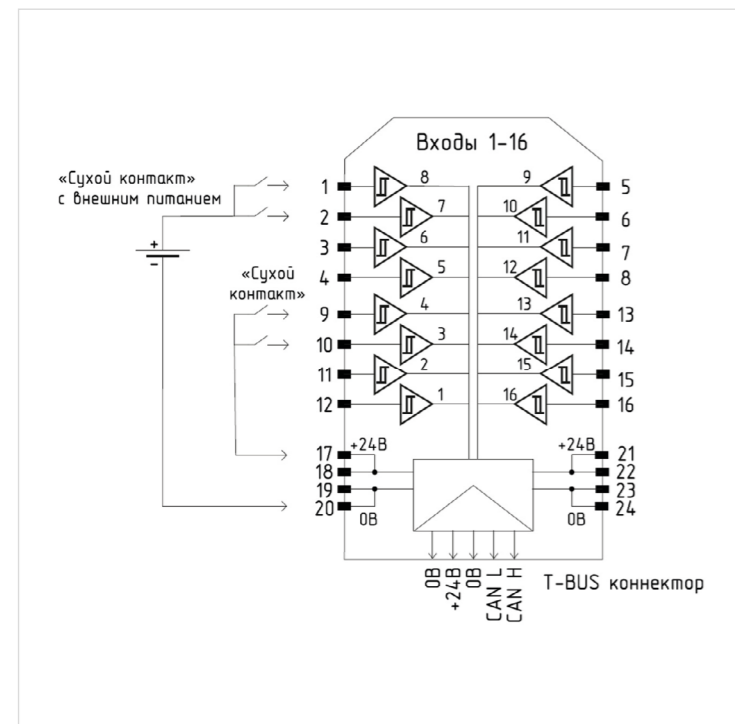 Входы 1-16
«Сухой контакт»
с внешним питанием
+
-
«Сухой
контакт»
1 8 9 5
2 7 10 6
3 6 11 7
4 5 12 8
9 4 13 13
10 3 14 14
11 2 15 15
12 1 16 16
17 +24В +24В 21
18 22
19 23
20 0В 0В 24
0В
+24В
0В
CAN L
CAN H
T-BUS коннектор